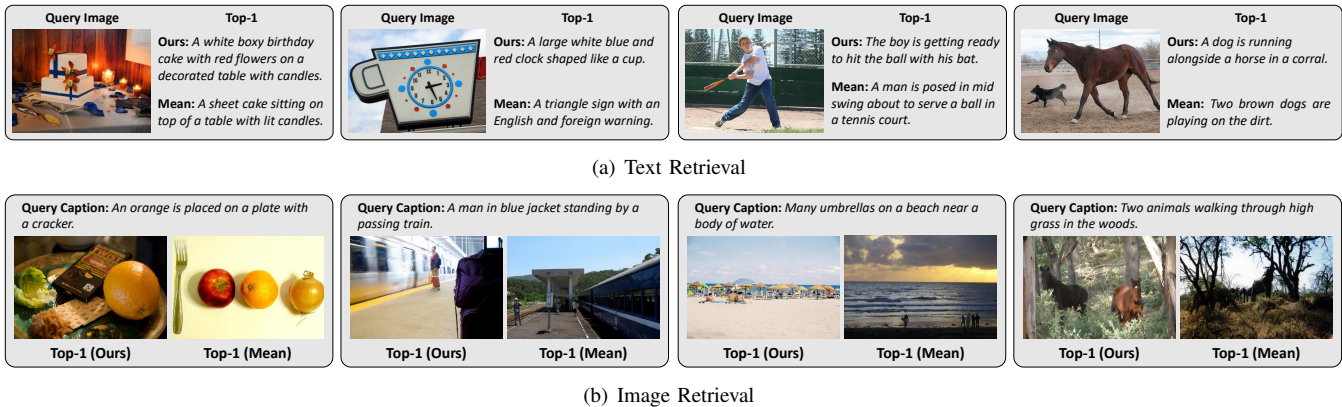 Query Image
Top-1
Ours: A white boxy birthday
cake with red flowers on a
decorated table with candles.
Mean: A sheet cake sitting on
top of a table with lit candles.
Query Image
Top-1
Ours: A large white blue and
red clock shaped like a cup.
Mean: A triangle sign with an
English and foreign warning.
Query Image
Top-1
Ours: The boy is getting ready
to hit the ball with his bat.
Mean: A man is posed in mid
swing about to serve a ball in
a tennis court.
Query Image
Top-1
Ours: A dog is running
alongside a horse in a corral.
Mean: Two brown dogs are
playing on the dirt.
(a) Text Retrieval
Query Caption: An orange is placed on a plate with
a cracker.
Top-1 (Ours)
Top-1 (Mean)
Query Caption: A man in blue jacket standing by a
passing train.
Top-1 (Ours)
Top-1 (Mean)
Query Caption: Many umbrellas on a beach near a
body of water.
Top-1 (Ours)
Top-1 (Mean)
Query Caption: Two animals walking through high
grass in the woods.
Top-1 (Ours)
Top-1 (Mean)
(b) Image Retrieval